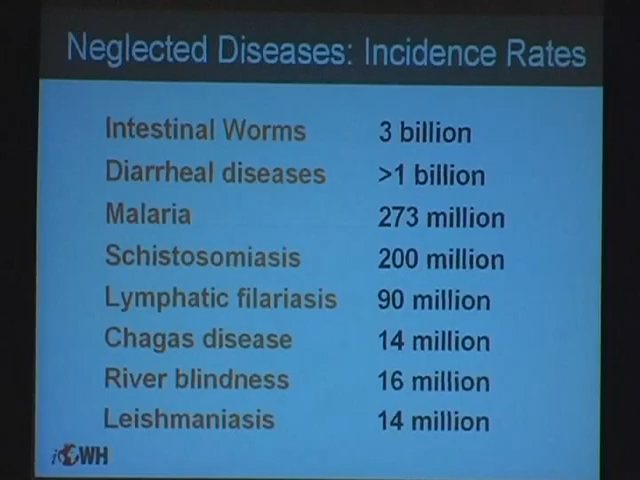 Neglected Diseases: Incidence Rates
Intestinal Worms 3 billion
Diarrheal diseases >1 billion
Malaria 273 million
Schistosomiasis 200 million
Lymphatic filariasis 90 million
Chagas disease 14 million
River blindness 16 million
Leishmaniasis 14 million
iOWH